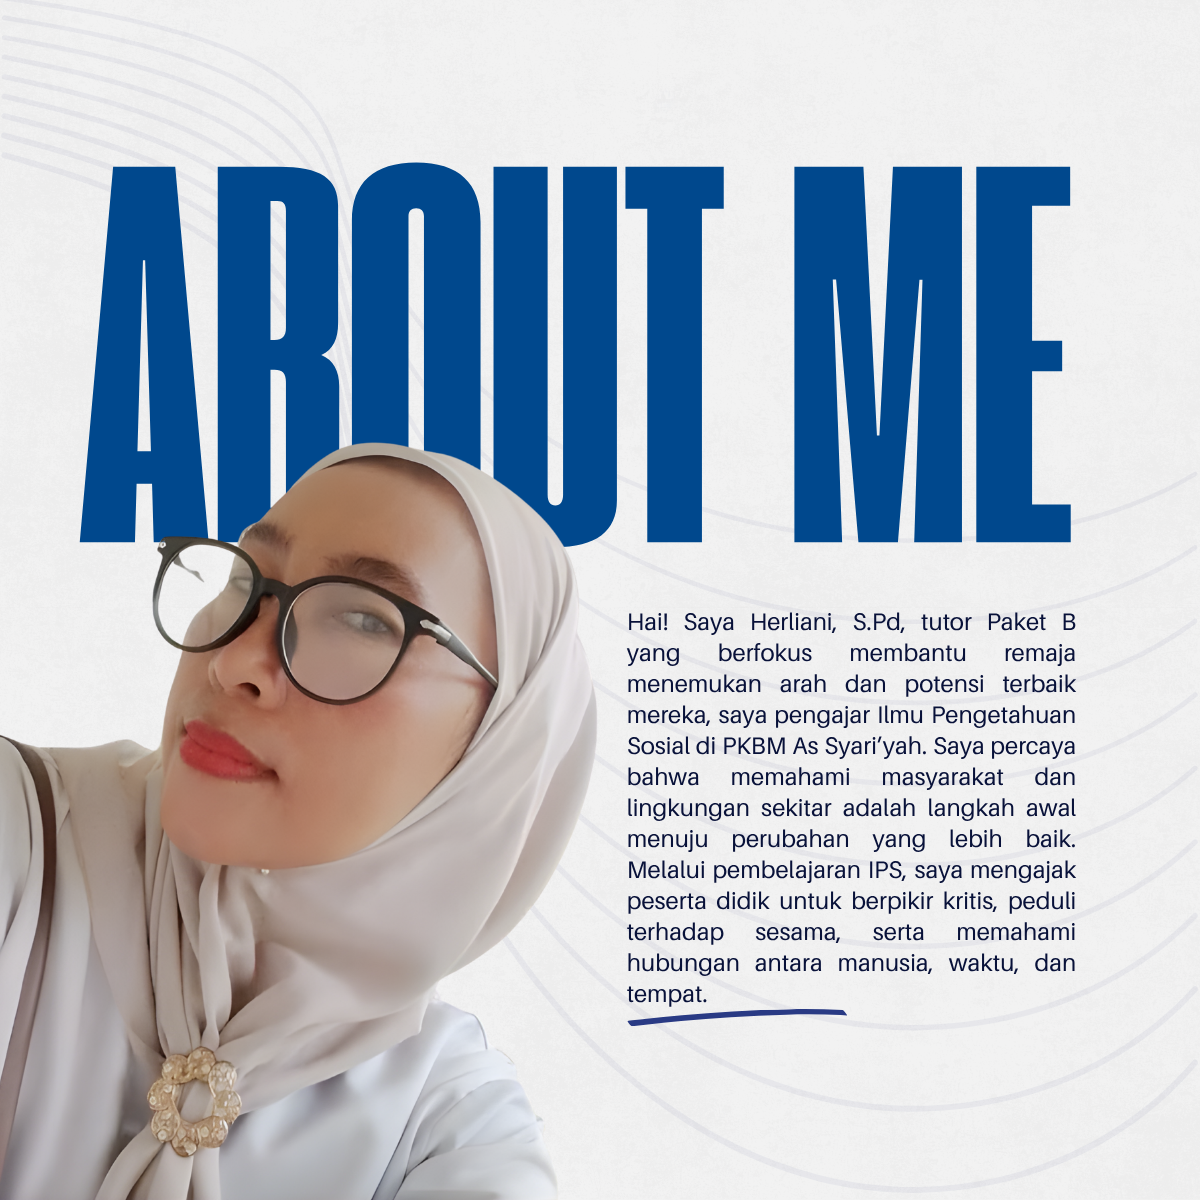 ABOUT ME
Hai! Saya Herliani, S.Pd, tutor Paket B
yang berfokus membantu remaja
menemukan arah dan potensi terbaik
mereka, saya pengajar Ilmu Pengetahuan
Sosial di PKBM As Syari’yah. Saya percaya
bahwa memahami masyarakat dan
lingkungan sekitar adalah langkah awal
menuju perubahan yang lebih baik.
Melalui pembelajaran IPS, saya mengajak
peserta didik untuk berpikir kritis, peduli
terhadap sesama, serta memahami
hubungan antara manusia, waktu, dan
tempat.